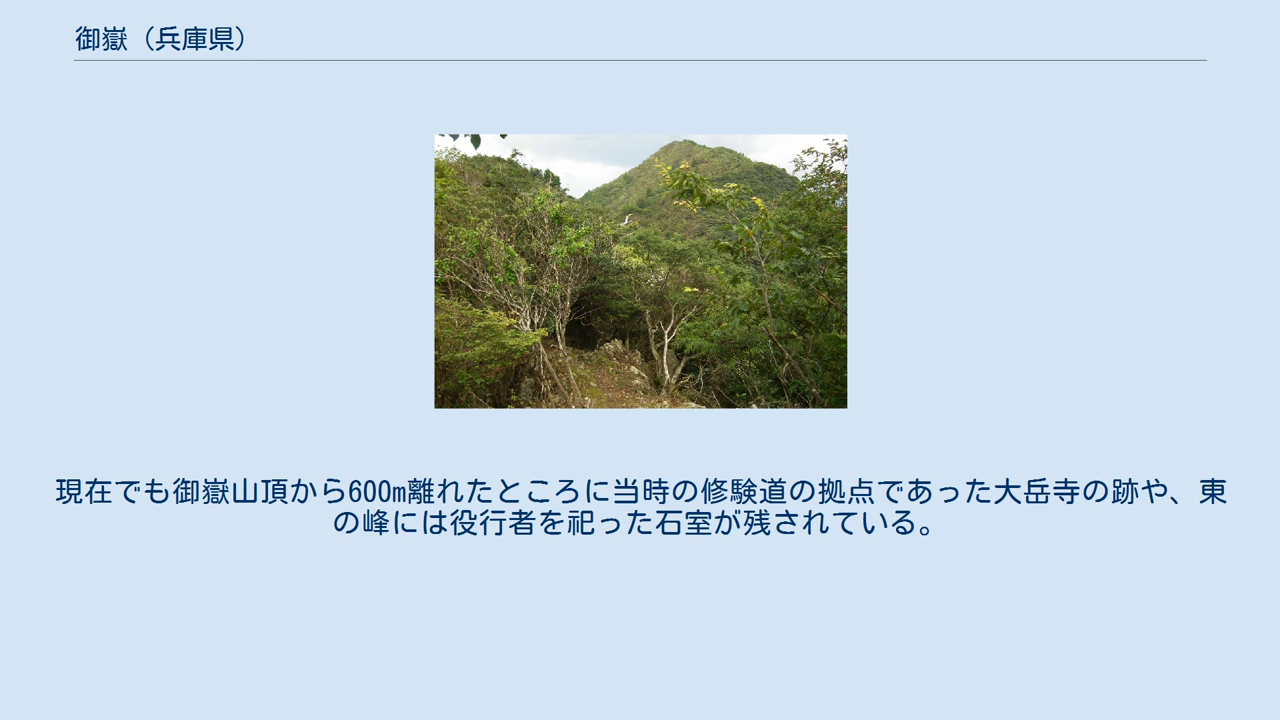 御嶽（兵庫県）
現在でも御嶽山頂から600m離れたところに当時の修験道の拠点であった大岳寺の跡や、東
の峰には役行者を祀った石室が残されている。